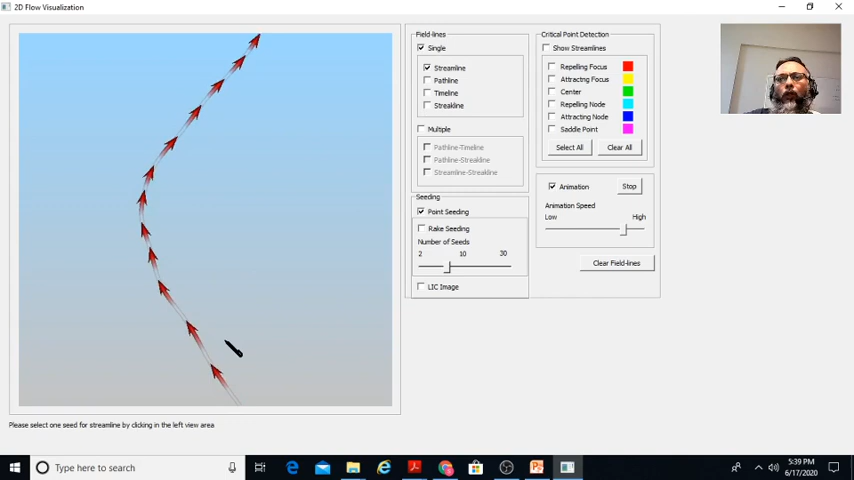 2D Flow Visualization
Field-lines
Single
Streamline
Pathline
Timeline
Streakline
Multiple
Pathline-Timeline
Pathline-Streakline
Streamline-Streakline
Seeding
Point Seeding
Rake Seeding
Number of Seeds
2 10 30
LIC Image
Critical Point Detection
Show Streamlines
Repelling Focus
Attractng Focus
Center
Repelling Node
Attracting Node
Saddle Point
Select All Clear All
Animation Stop
Animation Speed
Low High
Clear Field-lines
Please select one seed for streamline by clicking in the left view area
Type here to search
5:39 PM
6/17/2020